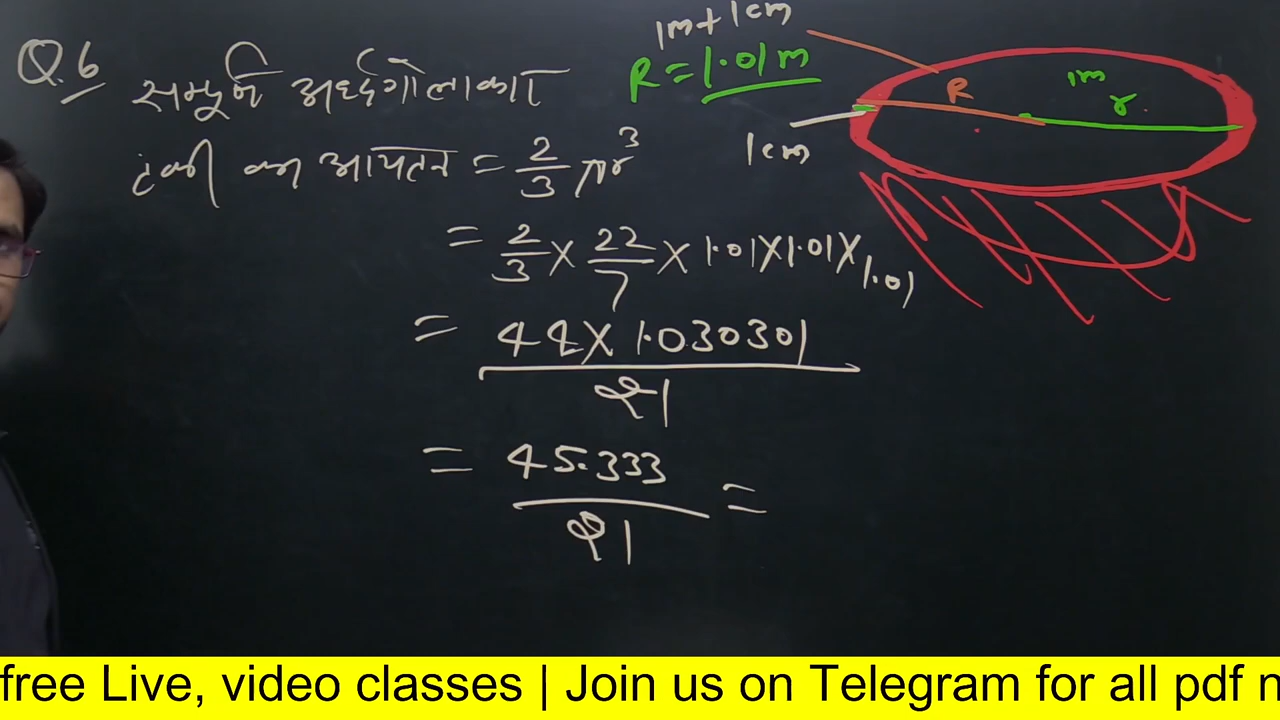 Q.6 सम्पूर्ण अर्ध्दगोलाकार
टंकी का आयतन = 2/3 πr³
= 2/3 × 22/7 × 1.01×1.01×1.01
= 44×1.030301/21
= 45.333/21 =
1m+1cm
R = 1.01m
R
1m
r
1cm
free Live, video classes | Join us on Telegram for all pdf n